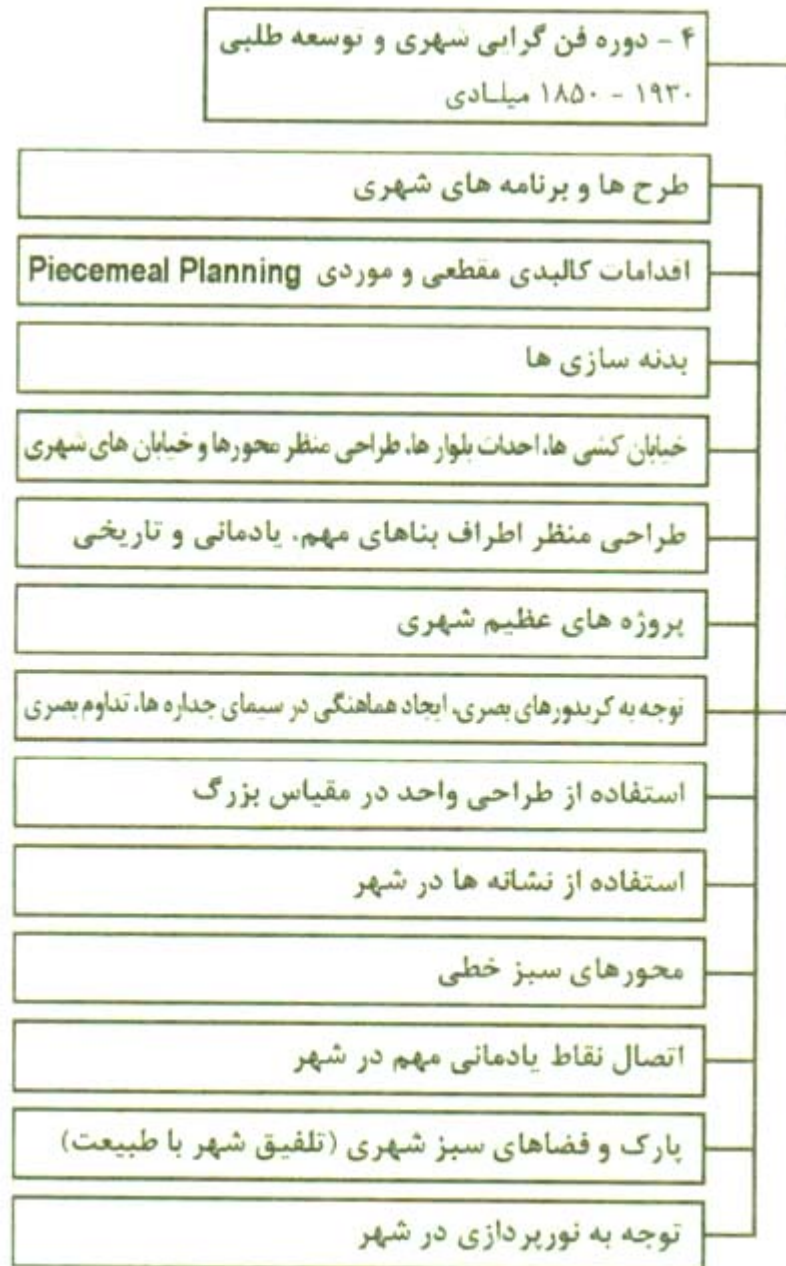 ۴ - دوره فن گرایی شهری و توسعه طلبی
۱۹۳۰ - ۱۸۵۰ میلادی
طرح ها و برنامه های شهری
اقدامات کالبدی مقطعی و موردی Piecemeal Planning
بدنه سازی ها
خیابان کشی ها، احداث بلوار ها، طراحی منظر محورها و خیابان های شهری
طراحی منظر اطراف بناهای مهم، یادمانی و تاریخی
پروژه های عظیم شهری
توجه به کریدورهای بصری، ایجاد هماهنگی در سیمای جداره ها، تداوم بصری
استفاده از طراحی واحد در مقیاس بزرگ
استفاده از نشانه ها در شهر
محورهای سبز خطی
اتصال نقاط یادمانی مهم در شهر
پارک و فضاهای سبز شهری (تلفیق شهر با طبیعت)
توجه به نورپردازی در شهر